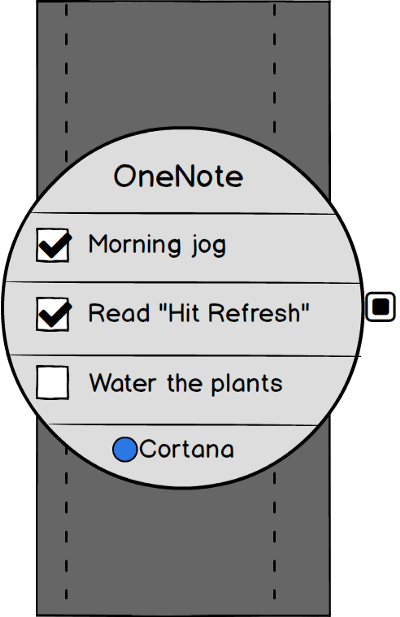 OneNote
Morning jog
Read "Hit Refresh"
Water the plants
Cortana